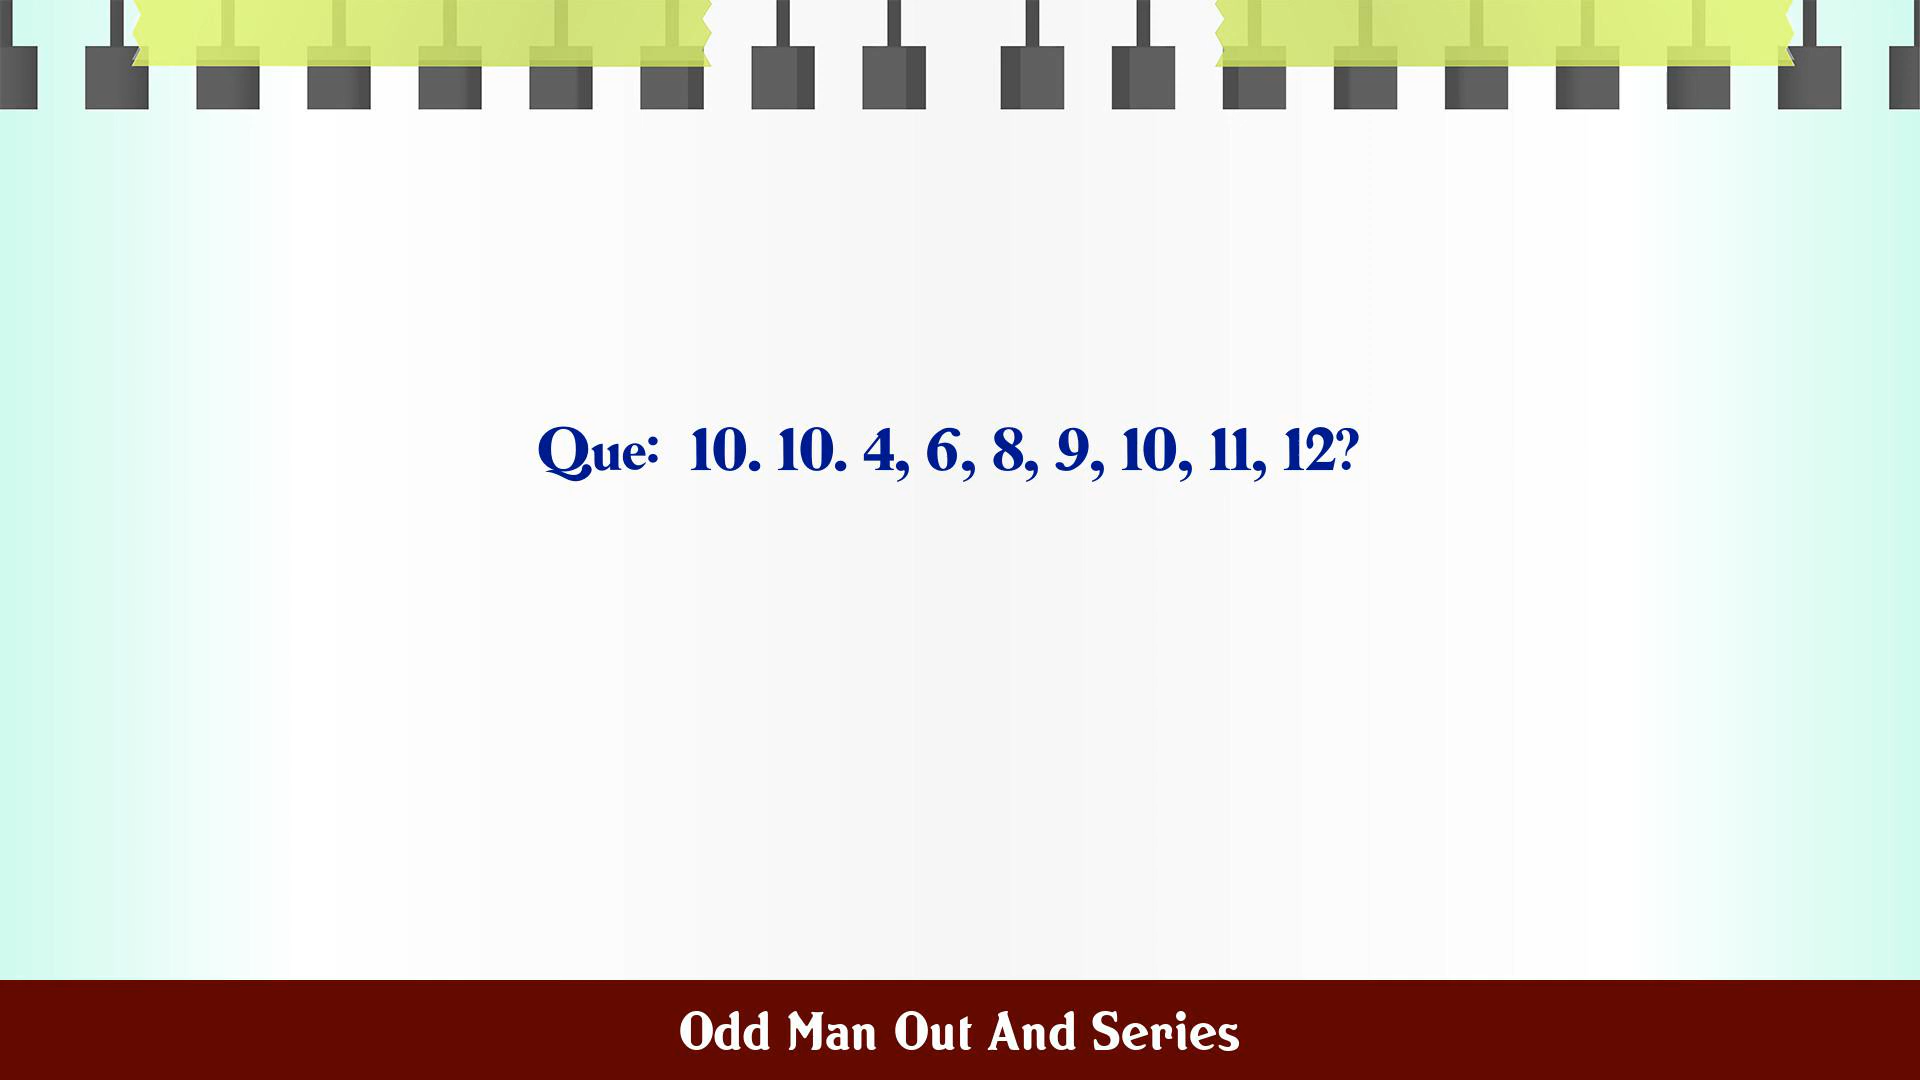 Que: 10. 10. 4, 6, 8, 9, 10, 11, 12?
Odd Man Out And Series